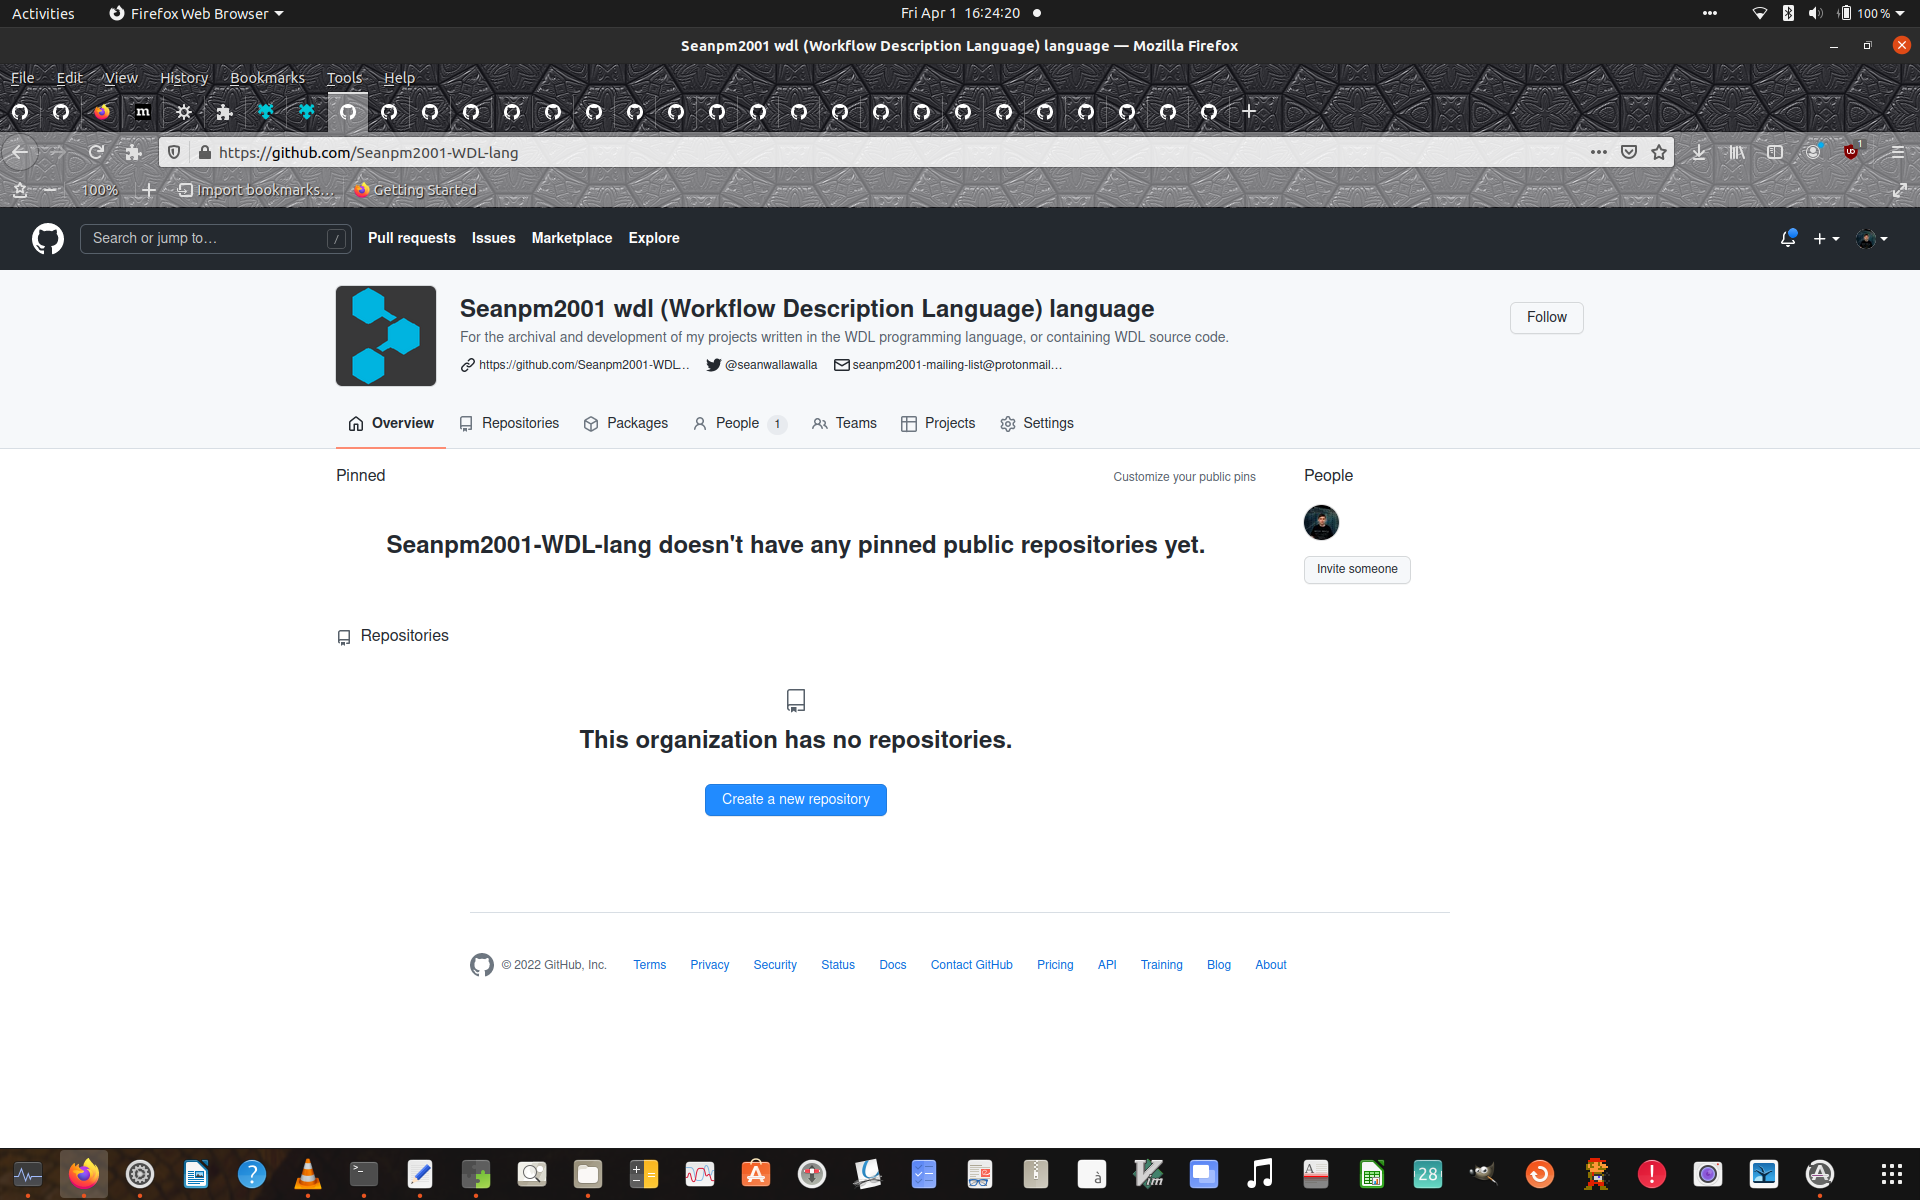 Activities Firefox Web Browser Fri Apr 1 16:24:20 100 %
Seanpm2001 wdl (Workflow Description Language) language — Mozilla Firefox
File Edit View History Bookmarks Tools Help
m
https://github.com/Seanpm2001-WDL-lang 1
100% Import bookmarks… Getting Started
Search or jump to… / Pull requests Issues Marketplace Explore
Seanpm2001 wdl (Workflow Description Language) language
Follow
For the archival and development of my projects written in the WDL programming language, or containing WDL source code.
https://github.com/Seanpm2001-WDL… @seanwallawalla seanpm2001-mailing-list@protonmail…
Overview Repositories Packages People 1 Teams Projects Settings
Pinned Customize your public pins People
Seanpm2001-WDL-lang doesn't have any pinned public repositories yet.
Invite someone
Repositories
This organization has no repositories.
Create a new repository
© 2022 GitHub, Inc. Terms Privacy Security Status Docs Contact GitHub Pricing API Training Blog About
28